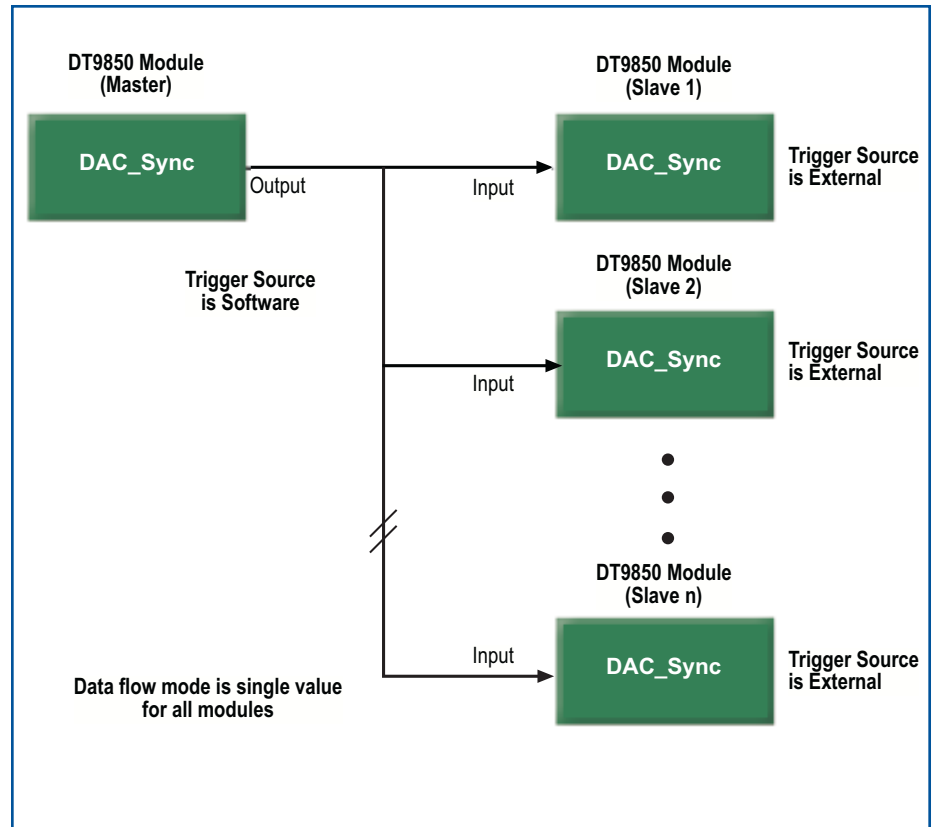 DT9850 Module
(Master)
DAC_Sync
Output
Trigger Source
is Software
DT9850 Module
(Slave 1)
Input
DAC_Sync
Trigger Source
is External
DT9850 Module
(Slave 2)
Input
DAC_Sync
Trigger Source
is External
DT9850 Module
(Slave n)
Input
DAC_Sync
Trigger Source
is External
Data flow mode is single value
for all modules